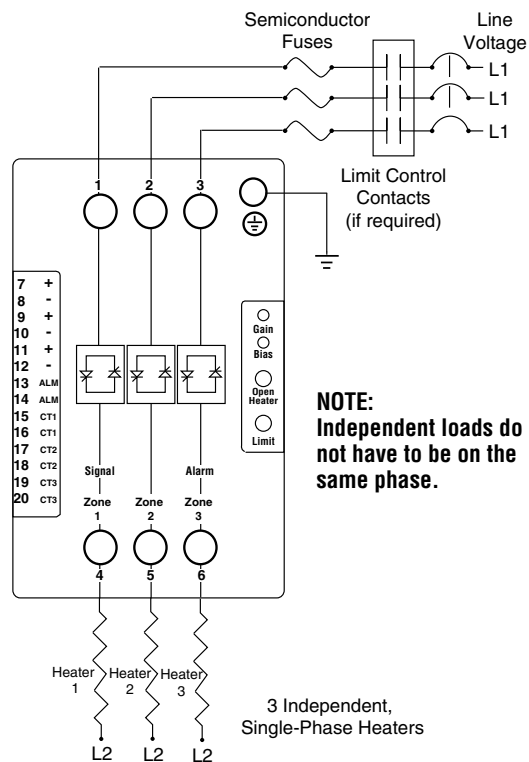 Semiconductor
Fuses
Line
Voltage
L1
L1
L1
Limit Control
Contacts
(if required)
1 2 3
7 +
8 -
9 +
10 -
11 +
12 -
13 ALM
14 ALM
15 CT1
16 CT1
17 CT2
18 CT2
19 CT3
20 CT3
Gain
Bias
Open
Heater
Limit
NOTE:
Independent loads do
not have to be on the
same phase.
Signal Alarm
Zone Zone Zone
1 2 3
4 5 6
Heater Heater Heater
1 2 3
3 Independent,
Single-Phase Heaters
L2 L2 L2